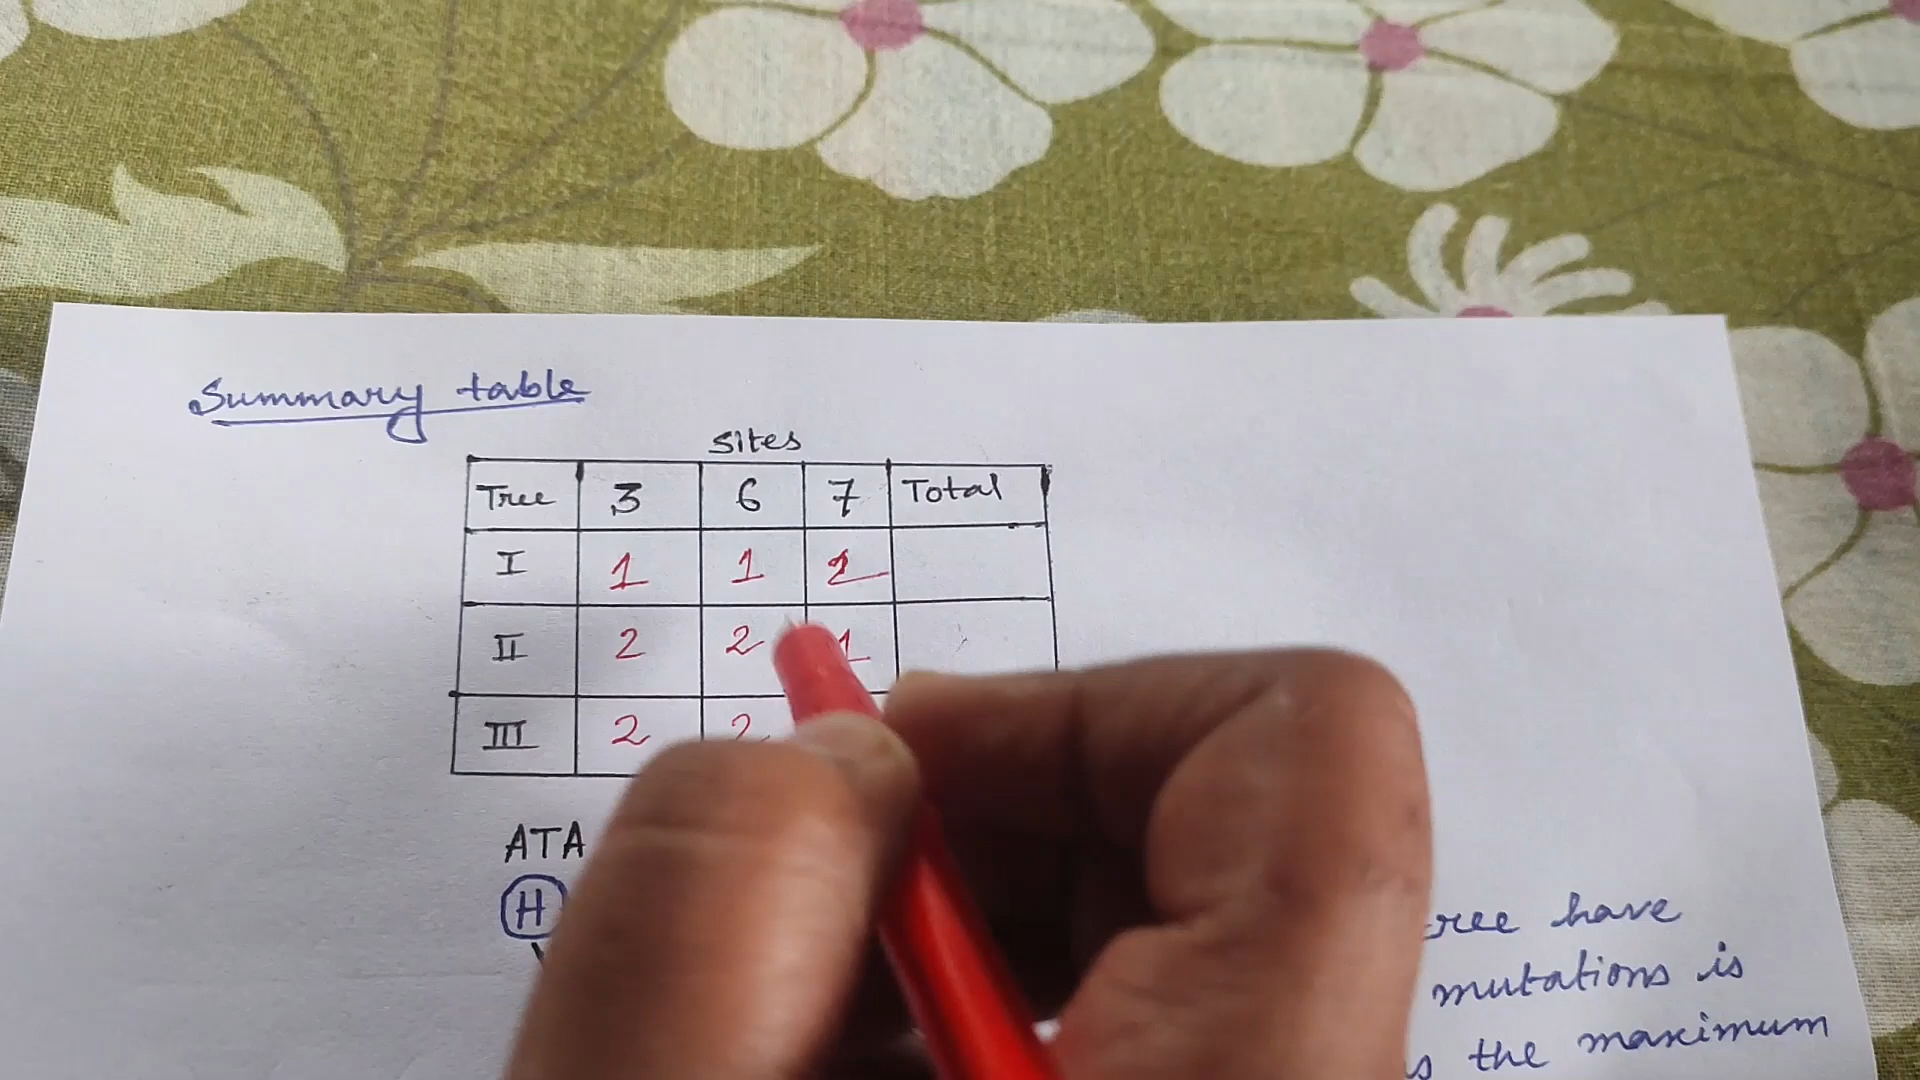 Summary table
Sites
Tree 3 6 7 Total
I 1 1 2
II 2 2 1
III 2 2
ATA
H
have
mutations is
the maximum